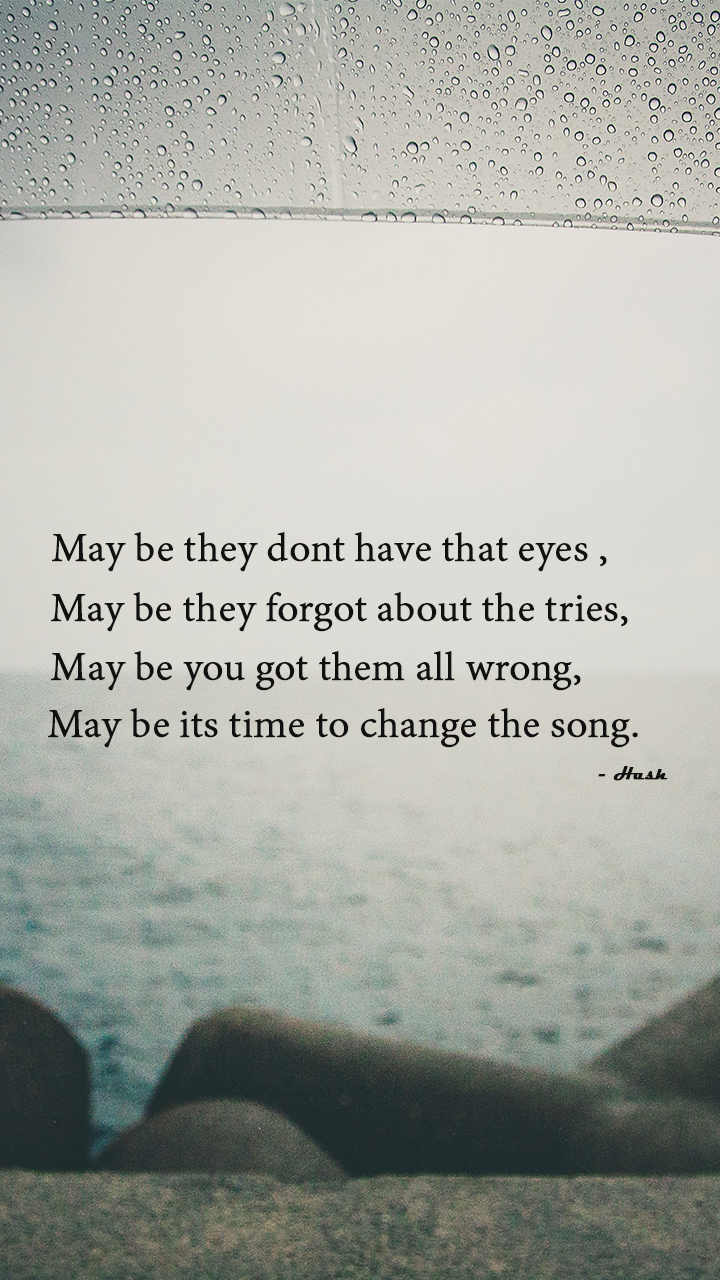 May be they dont have that eyes ,
May be they forgot about the tries,
May be you got them all wrong,
May be its time to change the song.
- Hush